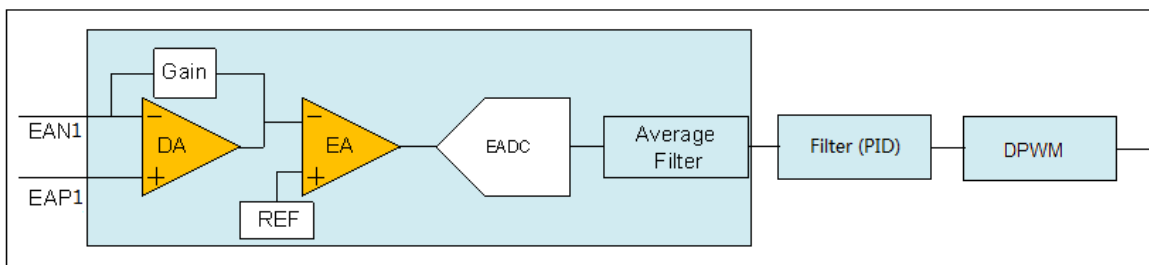 Gain
EAN1
−
DA
+
EAP1
−
EA
+
REF
EADC
Average
Filter
Filter (PID)
DPWM